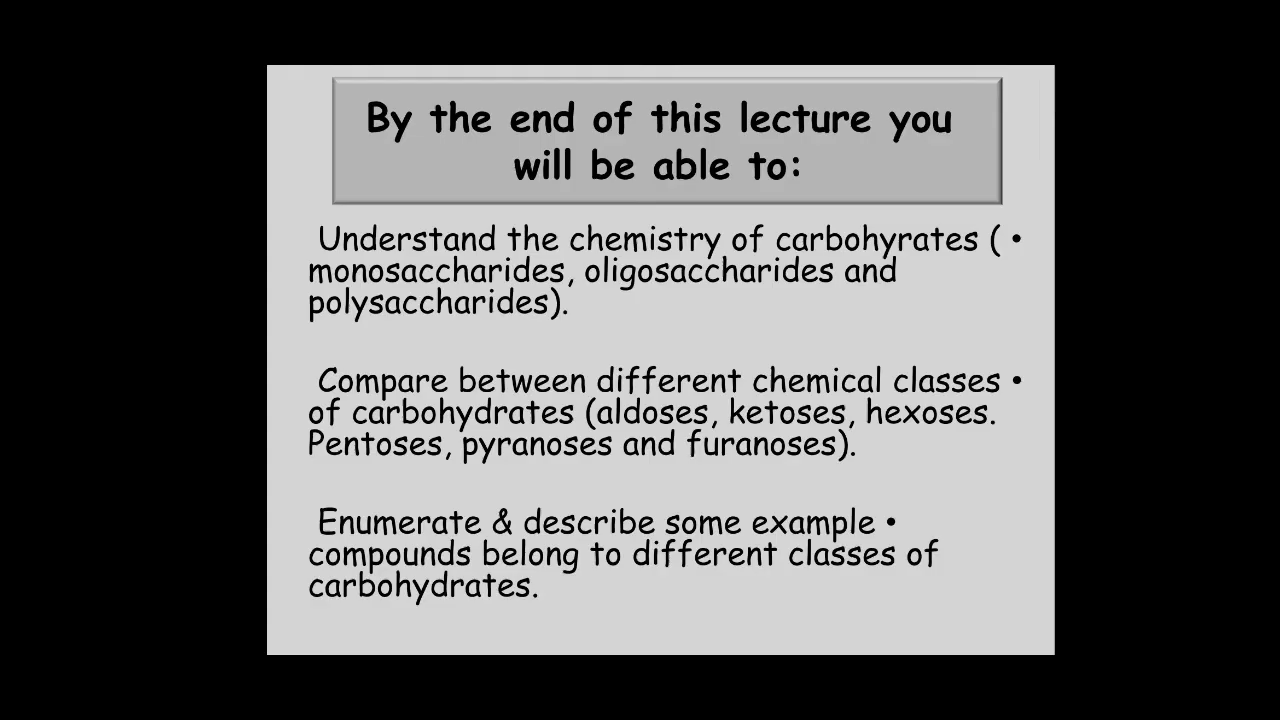 By the end of this lecture you
will be able to:
Understand the chemistry of carbohyrates ( •
monosaccharides, oligosaccharides and
polysaccharides).
Compare between different chemical classes •
of carbohydrates (aldoses, ketoses, hexoses.
Pentoses, pyranoses and furanoses).
Enumerate & describe some example •
compounds belong to different classes of
carbohydrates.